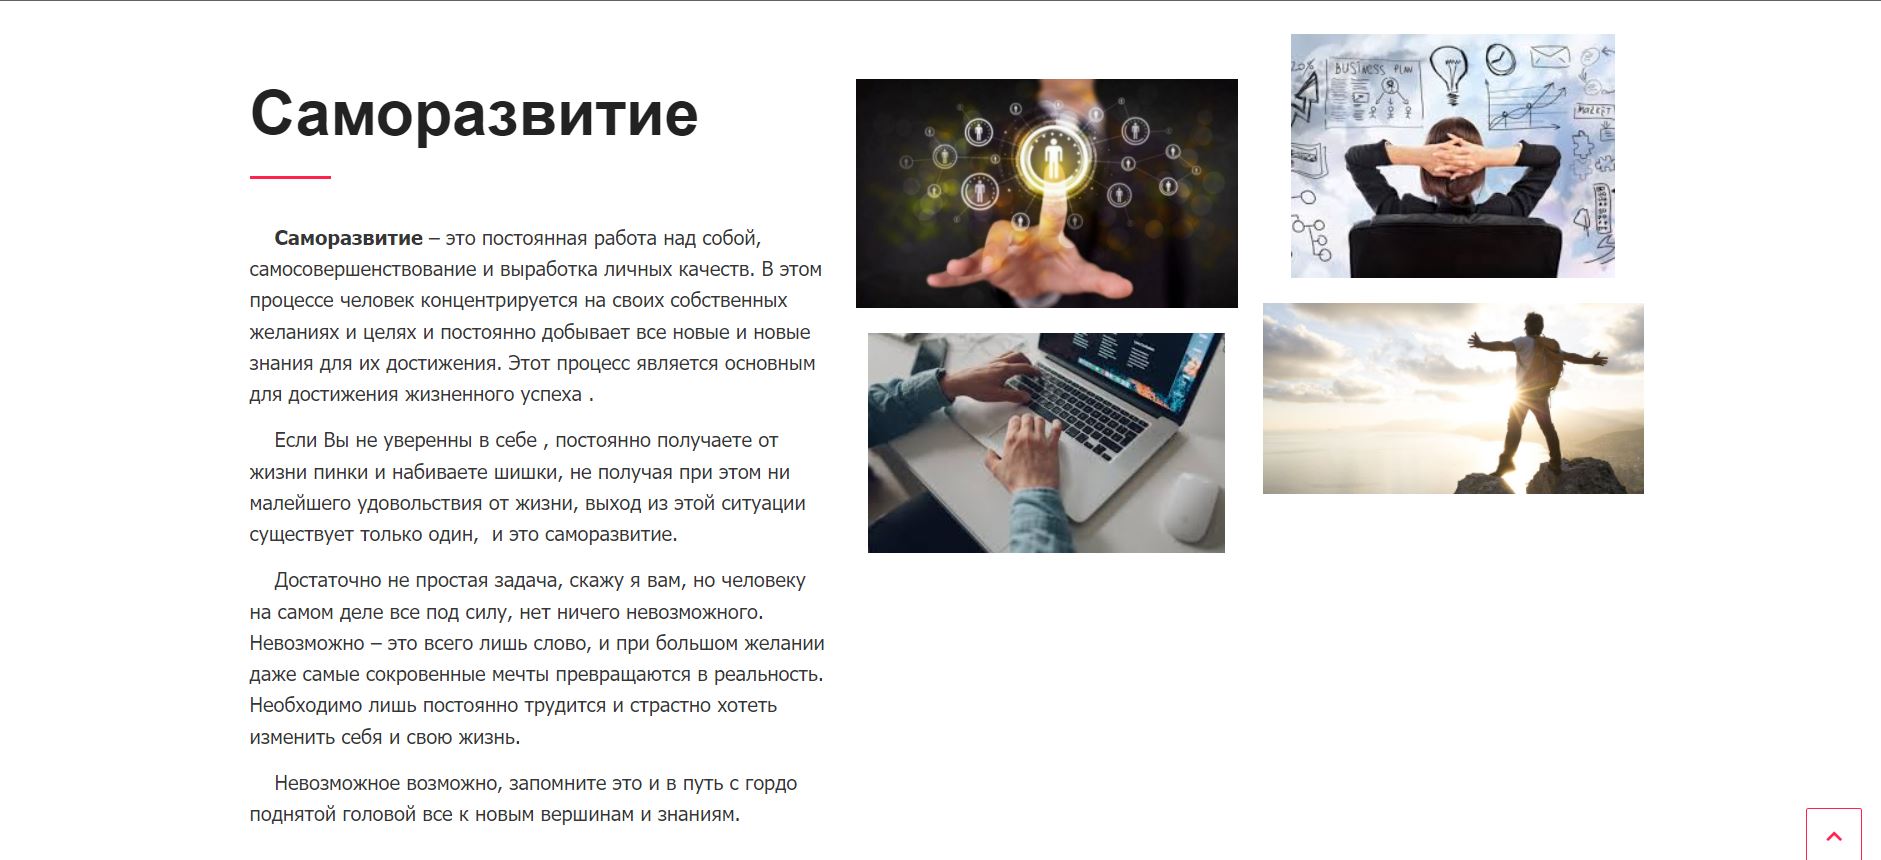 Саморазвитие
Саморазвитие – это постоянная работа над собой,
самосовершенствование и выработка личных качеств. В этом
процессе человек концентрируется на своих собственных
желаниях и целях и постоянно добывает все новые и новые
знания для их достижения. Этот процесс является основным
для достижения жизненного успеха .
Если Вы не уверенны в себе , постоянно получаете от
жизни пинки и набиваете шишки, не получая при этом ни
малейшего удовольствия от жизни, выход из этой ситуации
существует только один,  и это саморазвитие.
Достаточно не простая задача, скажу я вам, но человеку
на самом деле все под силу, нет ничего невозможного.
Невозможно – это всего лишь слово, и при большом желании
даже самые сокровенные мечты превращаются в реальность.
Необходимо лишь постоянно трудится и страстно хотеть
изменить себя и свою жизнь.
Невозможное возможно, запомните это и в путь с гордо
поднятой головой все к новым вершинам и знаниям.
20%
BUSINESS PLAN
MARKET